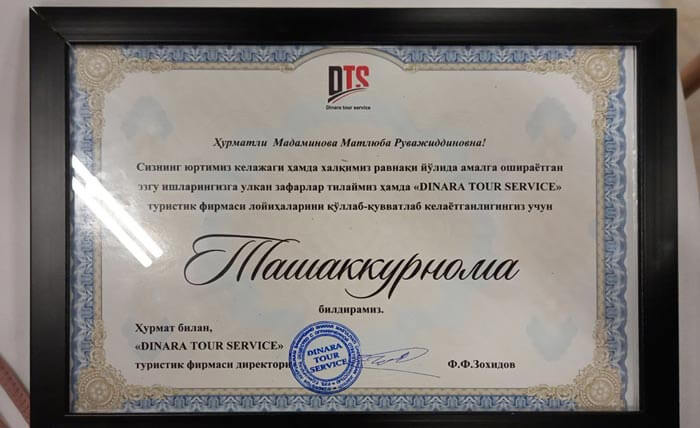 DTS
Dinara tour service
Ҳурматли Мадаминова Матлюба Руважиддиновна!
Сизнинг юртимиз келажаги ҳамда халқимиз равнақи йўлида амалга ошираётган
эзгу ишларингизга улкан зафарлар тилаймиз ҳамда «DINARA TOUR SERVICE»
туристик фирмаси лойиҳаларини қўллаб-қувватлаб келаётганлигингиз учун
Ташаккурнома
билдирамиз.
Ҳурмат билан,
«DINARA TOUR SERVICE»
туристик фирмаси директори
Ф.Ф.Зохидов
DINARA
TOUR
SERVICE